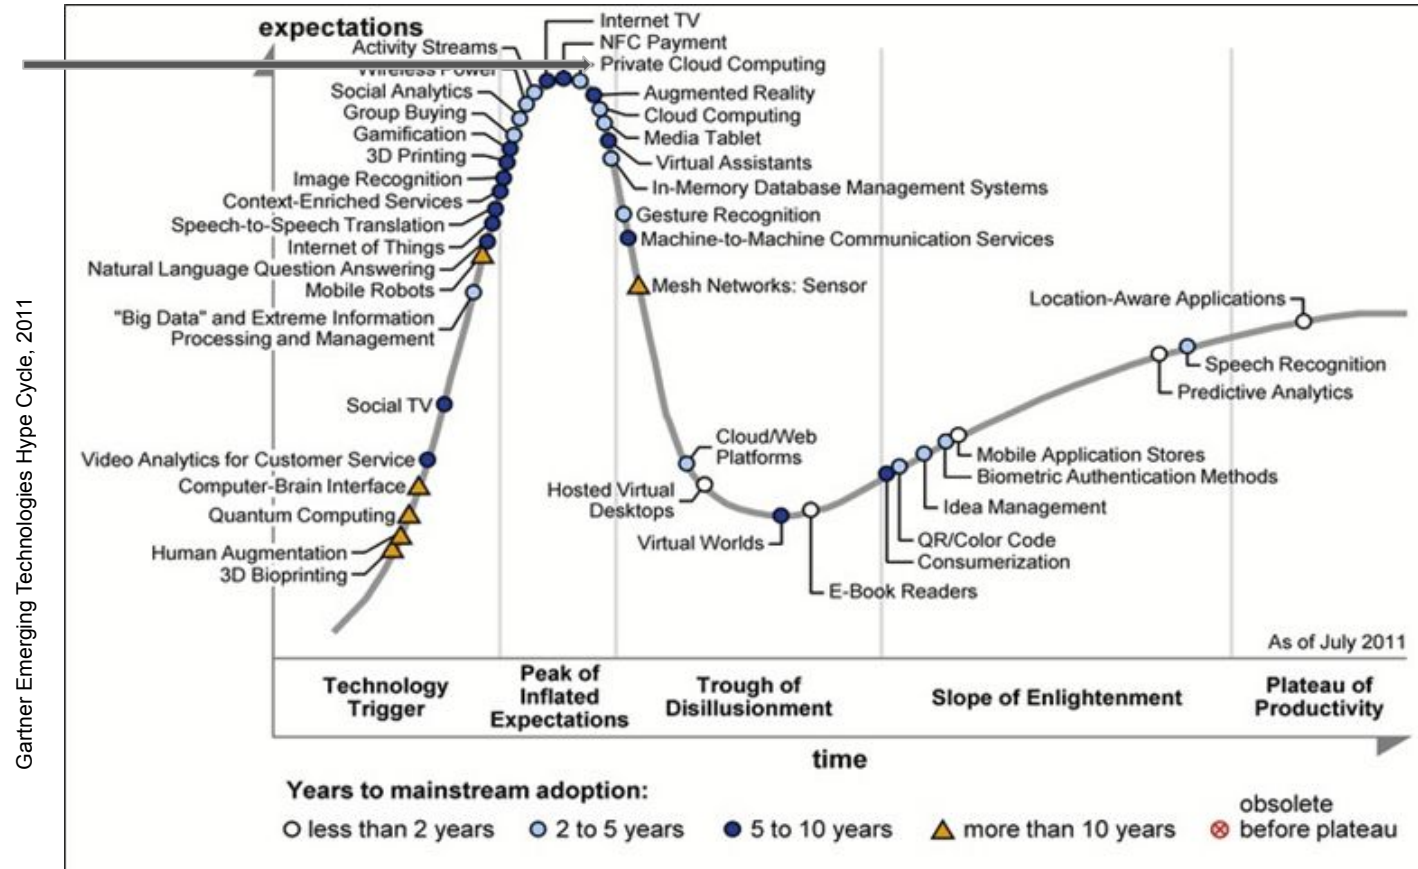 Gartner Emerging Technologies Hype Cycle, 2011
expectations
Activity Streams
Wireless Power
Social Analytics
Group Buying
Gamification
3D Printing
Image Recognition
Context-Enriched Services
Speech-to-Speech Translation
Internet of Things
Natural Language Question Answering
Mobile Robots
"Big Data" and Extreme Information
Processing and Management
Social TV
Video Analytics for Customer Service
Computer-Brain Interface
Quantum Computing
Human Augmentation
3D Bioprinting
Internet TV
NFC Payment
Private Cloud Computing
Augmented Reality
Cloud Computing
Media Tablet
Virtual Assistants
In-Memory Database Management Systems
Gesture Recognition
Machine-to-Machine Communication Services
Mesh Networks: Sensor
Cloud/Web
Platforms
Hosted Virtual
Desktops
Virtual Worlds
E-Book Readers
Consumerization
QR/Color Code
Idea Management
Biometric Authentication Methods
Mobile Application Stores
Predictive Analytics
Speech Recognition
Location-Aware Applications
As of July 2011
Technology
Trigger
Peak of
Inflated
Expectations
Trough of
Disillusionment
Slope of Enlightenment
Plateau of
Productivity
time
Years to mainstream adoption:
less than 2 years
2 to 5 years
5 to 10 years
more than 10 years
obsolete
before plateau